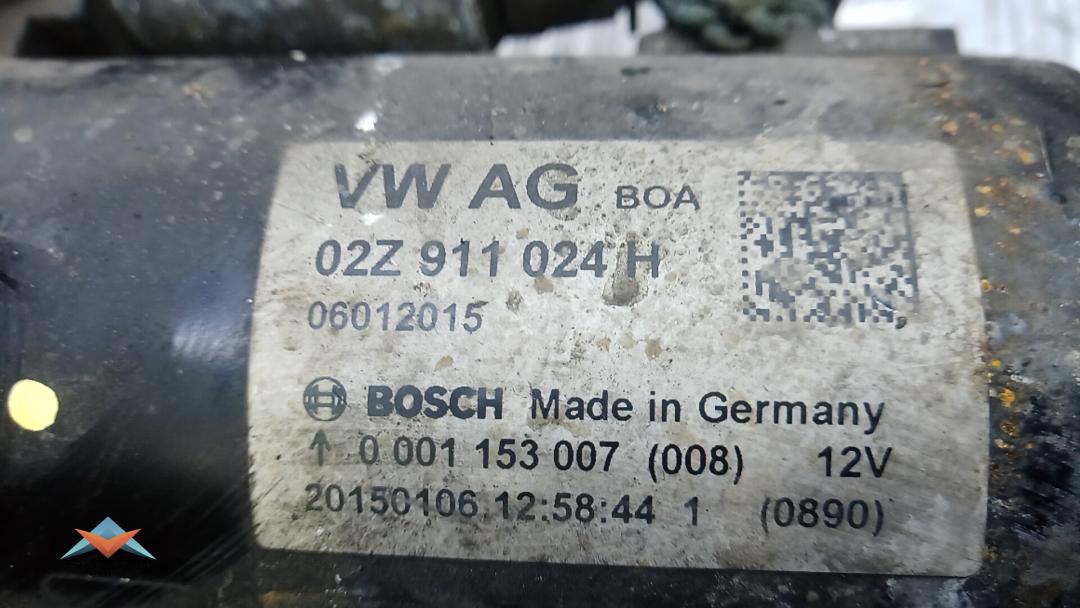 VW AG BOA
02Z 911 024 H
06012015
BOSCH Made in Germany
↑ 0 001 153 007 (008) 12V
20150106 12:58:44 1 (0890)